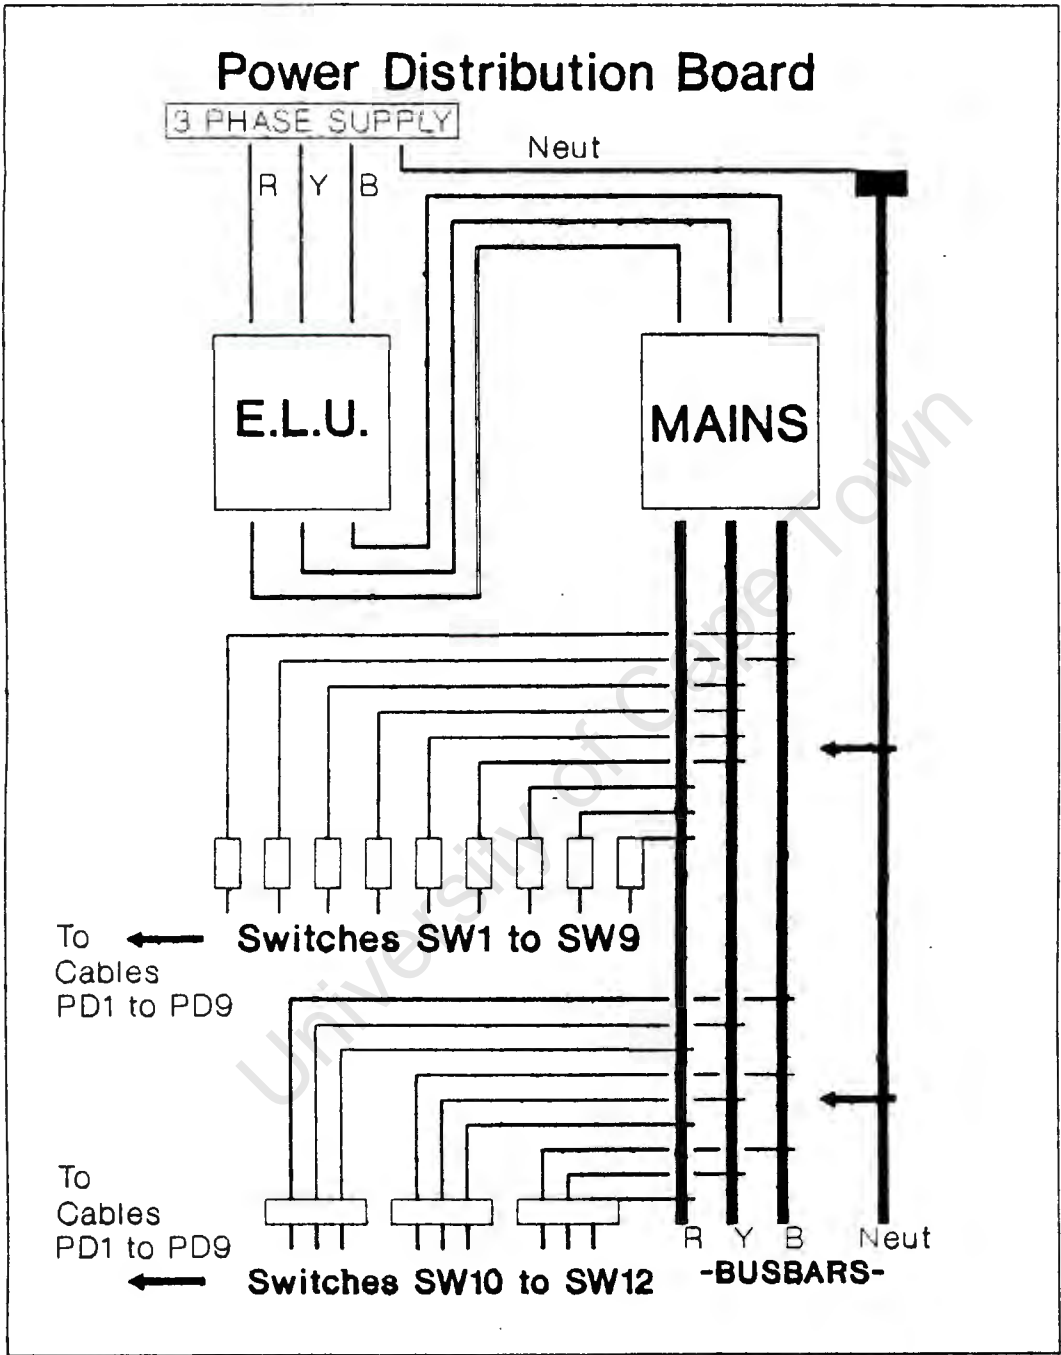 Power Distribution Board
3 PHASE SUPPLY
Neut
R Y B
E.L.U.
MAINS
To
Cables
PD1 to PD9
Switches SW1 to SW9
To
Cables
PD1 to PD9
Switches SW10 to SW12
R Y B Neut
-BUSBARS-
University of Cape Town